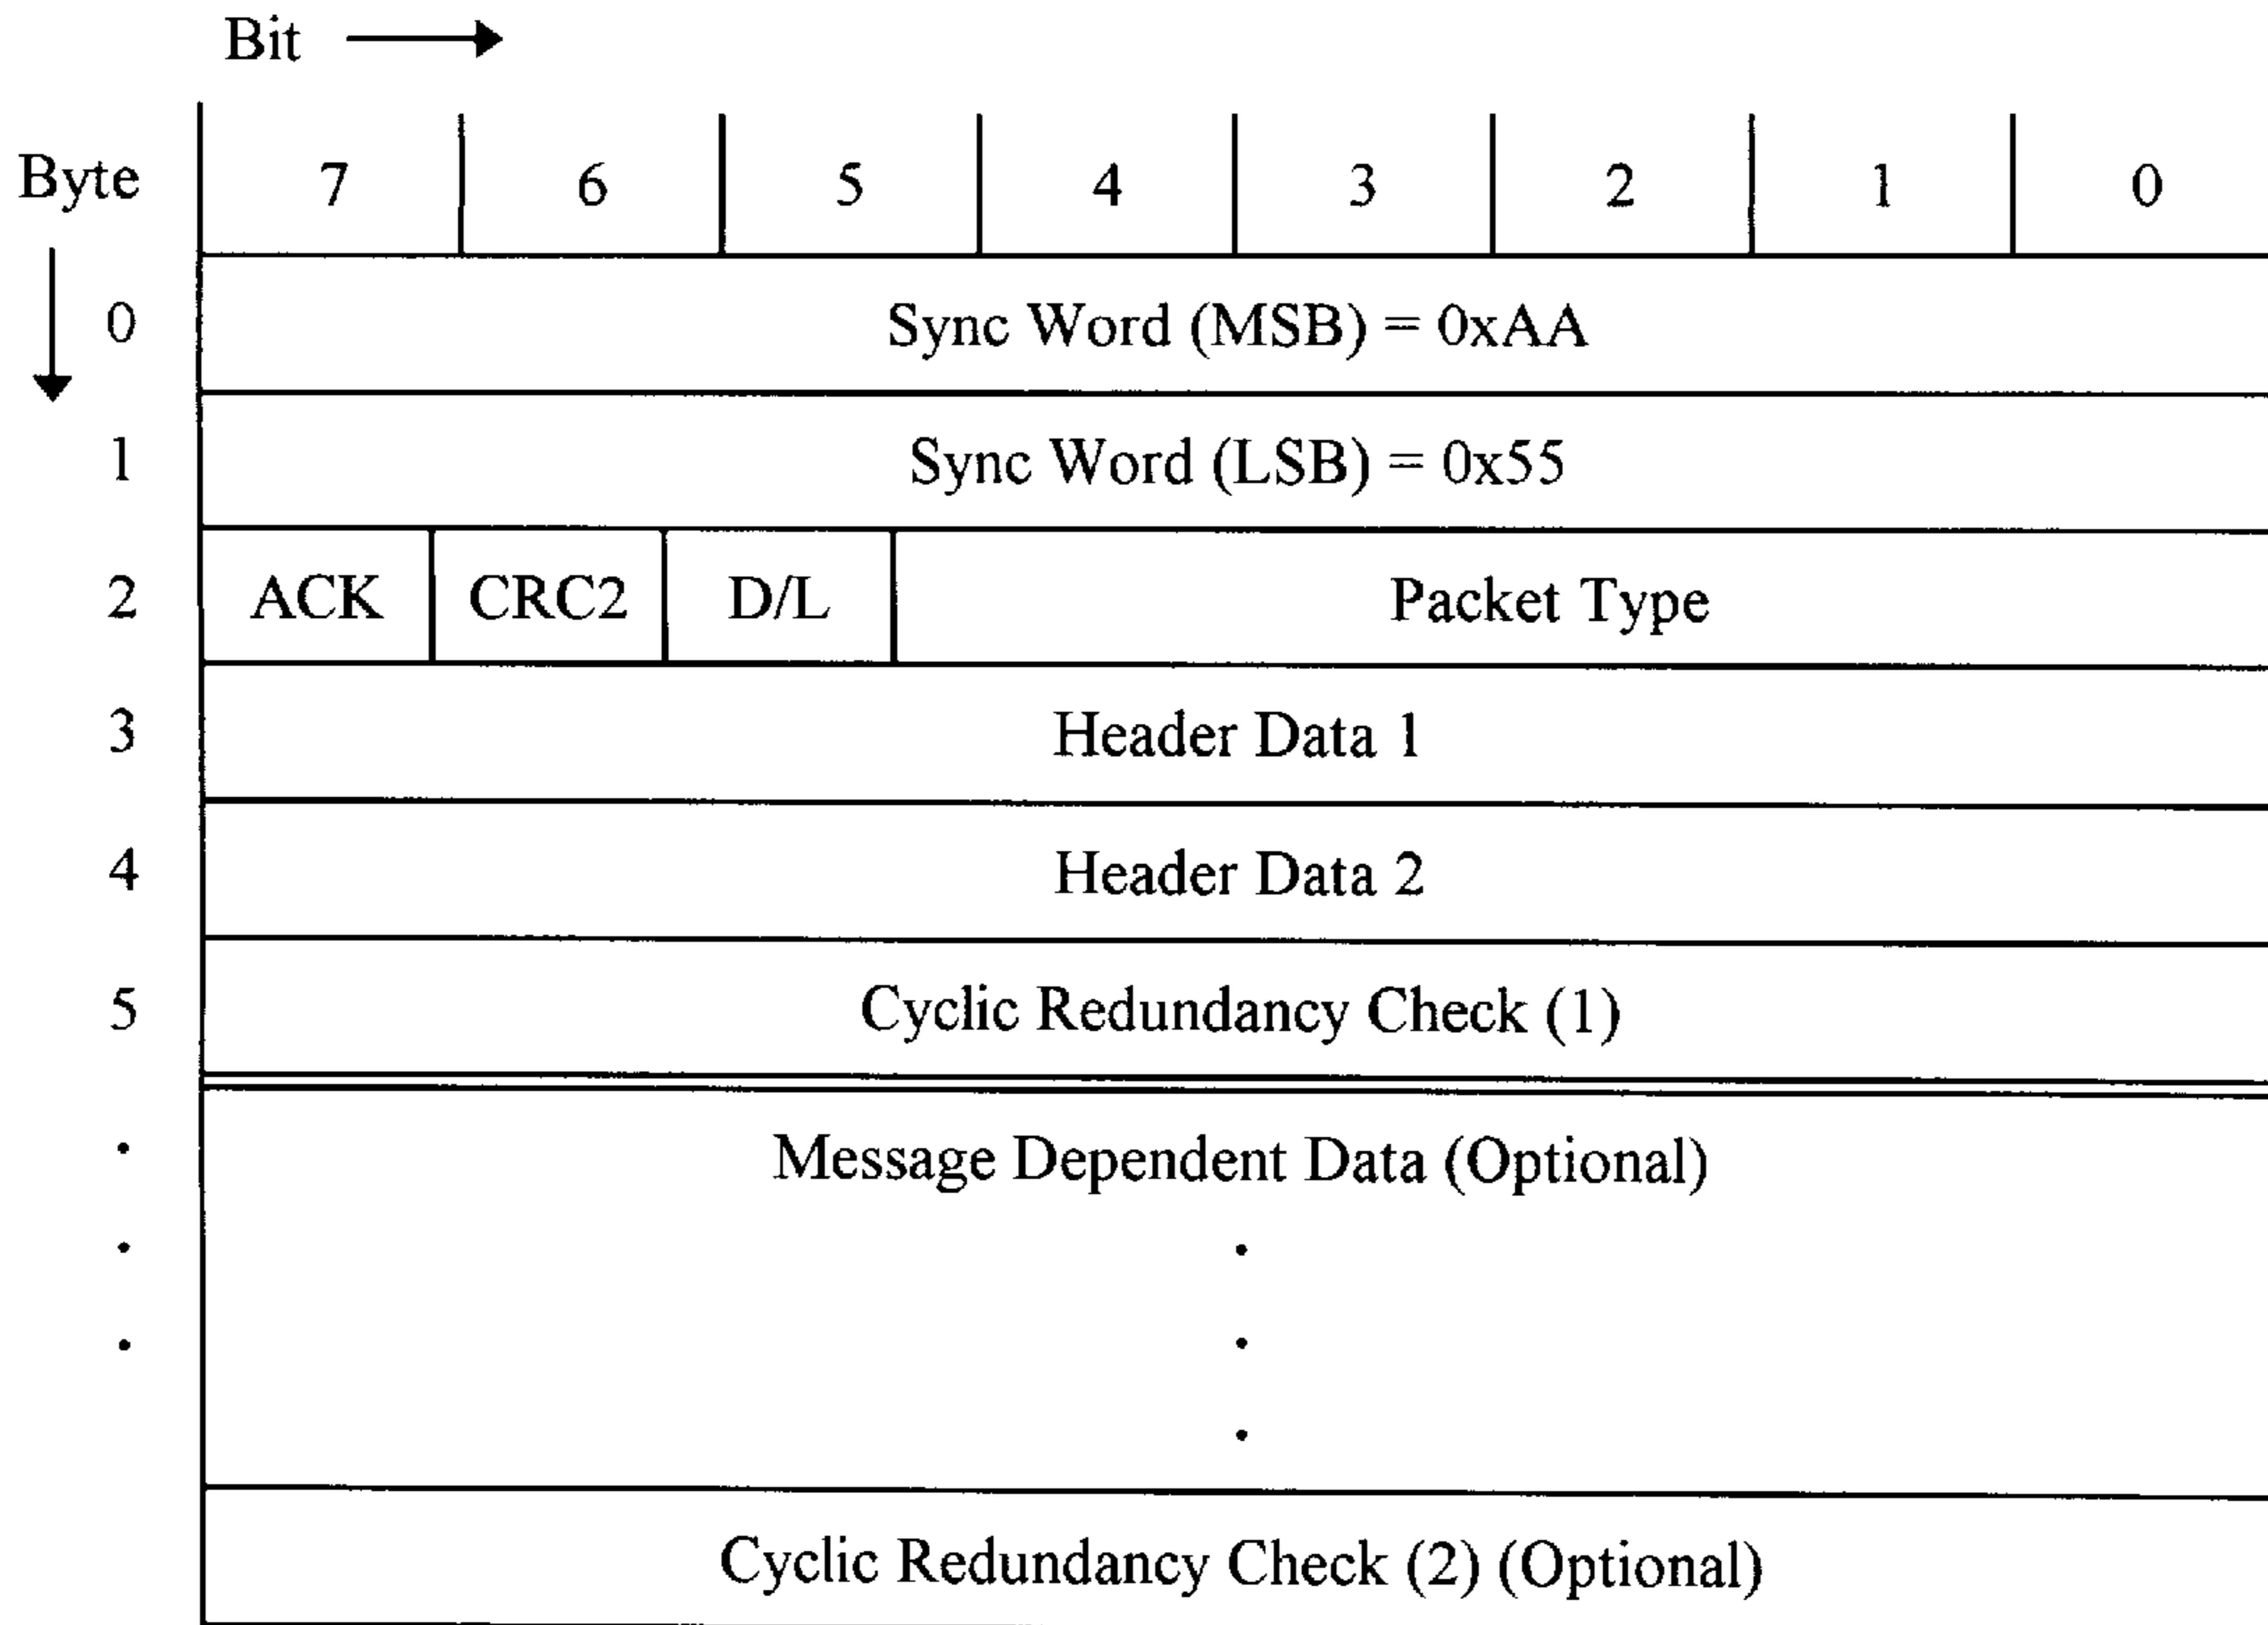 Bit
Byte 7 6 5 4 3 2 1 0
0 Sync Word (MSB) = 0xAA
1 Sync Word (LSB) = 0x55
2 ACK CRC2 D/L Packet Type
3 Header Data 1
4 Header Data 2
5 Cyclic Redundancy Check (1)
Message Dependent Data (Optional)
Cyclic Redundancy Check (2) (Optional)